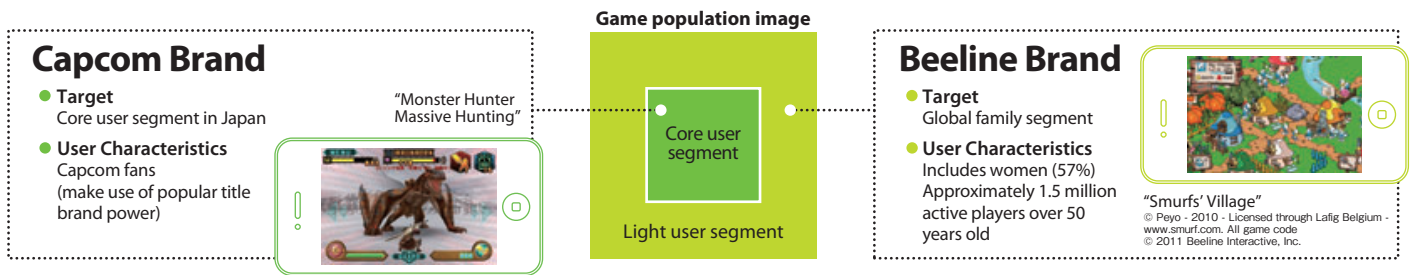 Game population image
Capcom Brand
Target
Core user segment in Japan
User Characteristics
Capcom fans
(make use of popular title
brand power)
“Monster Hunter
Massive Hunting”
Core user
segment
Light user segment
Beeline Brand
Target
Global family segment
User Characteristics
Includes women (57%)
Approximately 1.5 million
active players over 50
years old
“Smurfs’ Village”
© Peyo - 2010 - Licensed through Lafig Belgium -
www.smurf.com. All game code
© 2011 Beeline Interactive, Inc.